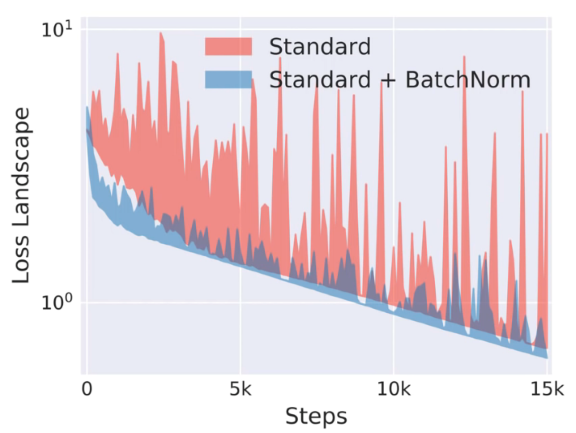 Loss Landscape
10¹
10⁰
Standard
Standard + BatchNorm
0
5k
10k
15k
Steps